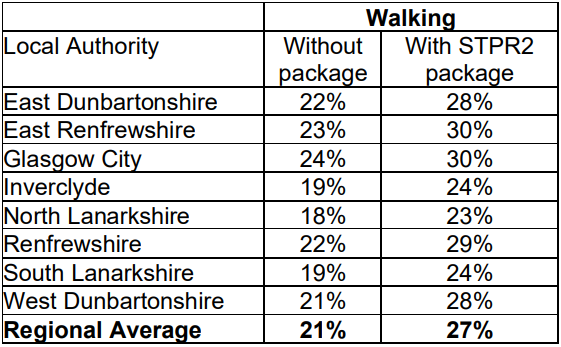 Walking
Local Authority Without package With STPR2 package
East Dunbartonshire 22% 28%
East Renfrewshire 23% 30%
Glasgow City 24% 30%
Inverclyde 19% 24%
North Lanarkshire 18% 23%
Renfrewshire 22% 29%
South Lanarkshire 19% 24%
West Dunbartonshire 21% 28%
Regional Average 21% 27%